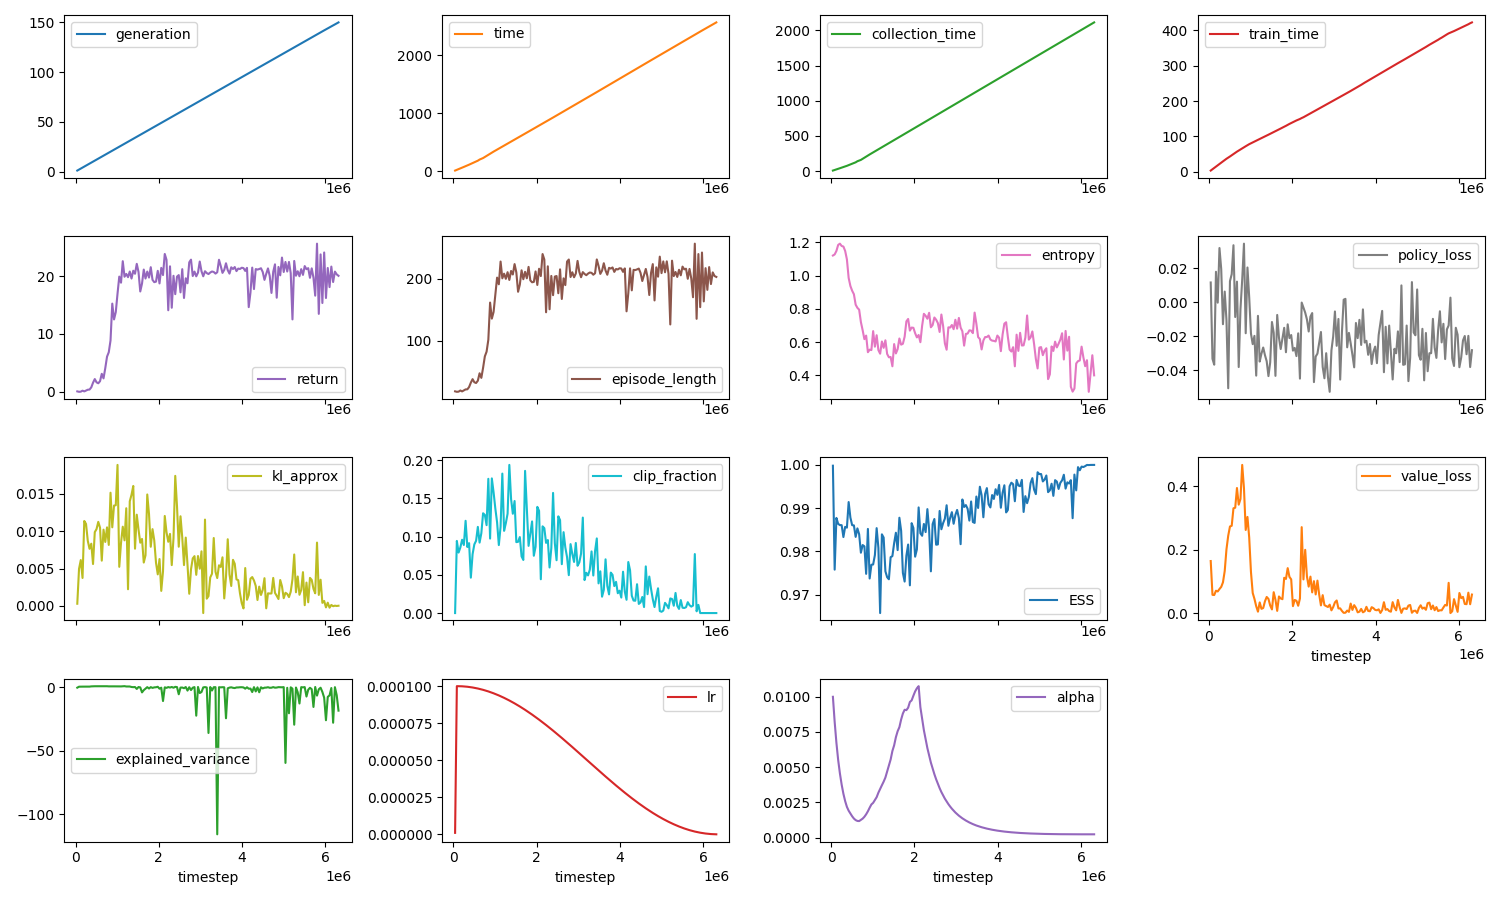 150
100
50
0
generation
1e6
2000
1000
0
time
1e6
2000
1500
1000
500
0
collection_time
1e6
400
300
200
100
0
train_time
1e6
20
10
0
return
1e6
200
100
episode_length
1e6
1.2
1.0
0.8
0.6
0.4
entropy
1e6
0.02
0.00
−0.02
−0.04
policy_loss
1e6
0.015
0.010
0.005
0.000
kl_approx
1e6
0.20
0.15
0.10
0.05
0.00
clip_fraction
1e6
1.00
0.99
0.98
0.97
ESS
1e6
0.4
0.2
0.0
value_loss
0 2 4 6
timestep
1e6
0
−50
−100
explained_variance
0 2 4 6
timestep
1e6
0.000100
0.000075
0.000050
0.000025
0.000000
lr
0 2 4 6
timestep
1e6
0.0100
0.0075
0.0050
0.0025
0.0000
alpha
0 2 4 6
timestep
1e6